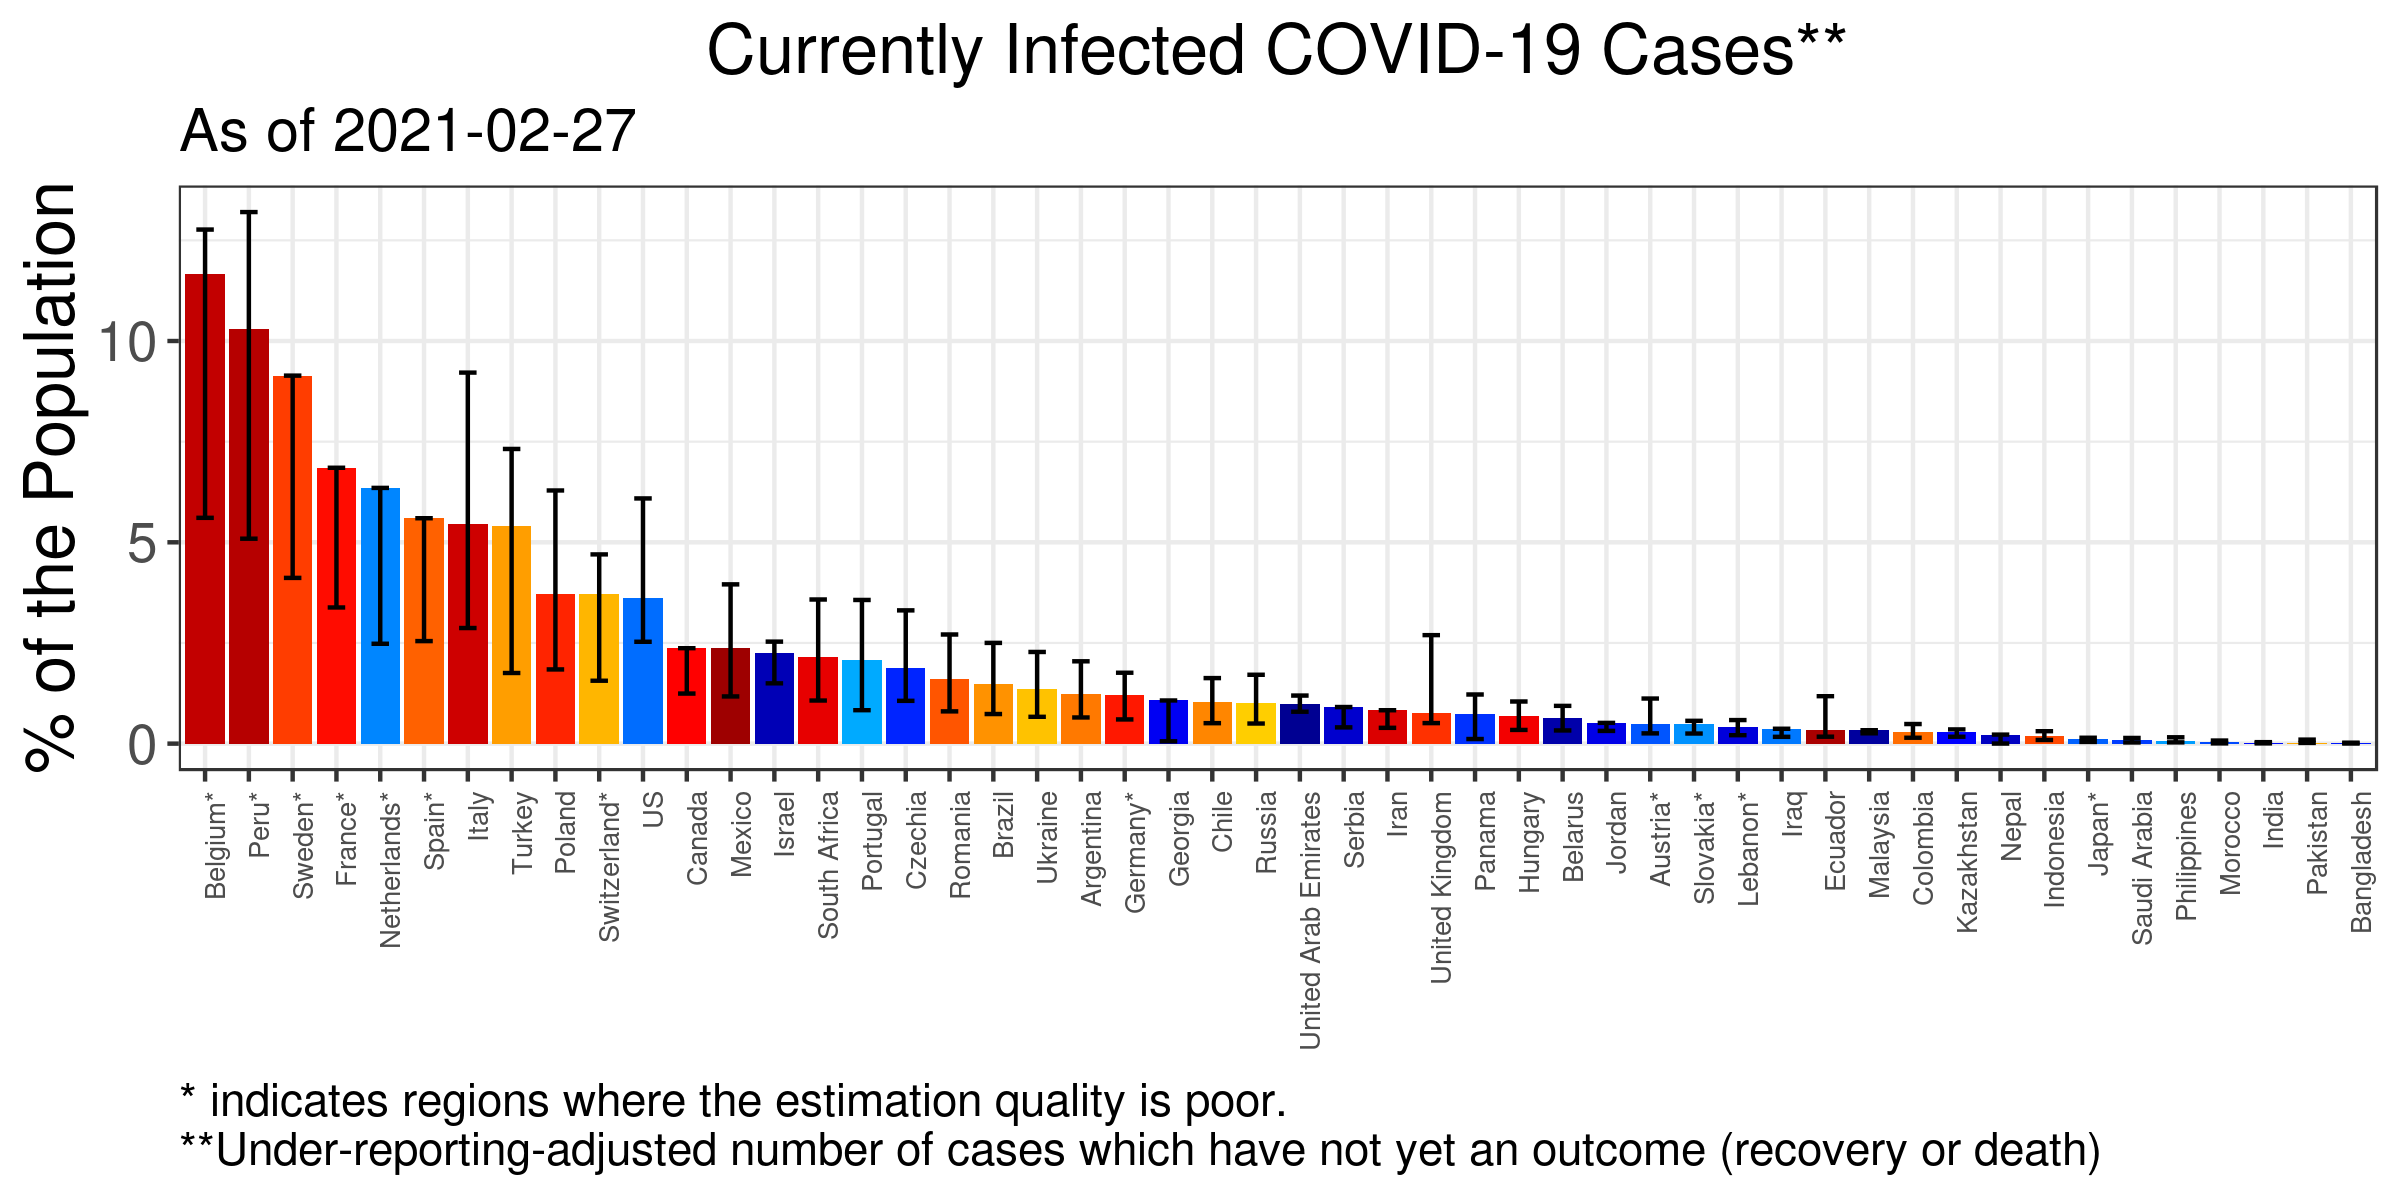 Currently Infected COVID-19 Cases**
As of 2021-02-27
% of the Population
10
5
0
Belgium*
Peru*
Sweden*
France*
Netherlands*
Spain*
Italy
Turkey
Poland
Switzerland*
US
Canada
Mexico
Israel
South Africa
Portugal
Czechia
Romania
Brazil
Ukraine
Argentina
Germany*
Georgia
Chile
Russia
United Arab Emirates
Serbia
Iran
United Kingdom
Panama
Hungary
Belarus
Jordan
Austria*
Slovakia*
Lebanon*
Iraq
Ecuador
Malaysia
Colombia
Kazakhstan
Nepal
Indonesia
Japan*
Saudi Arabia
Philippines
Morocco
India
Pakistan
Bangladesh
* indicates regions where the estimation quality is poor.
**Under-reporting-adjusted number of cases which have not yet an outcome (recovery or death)